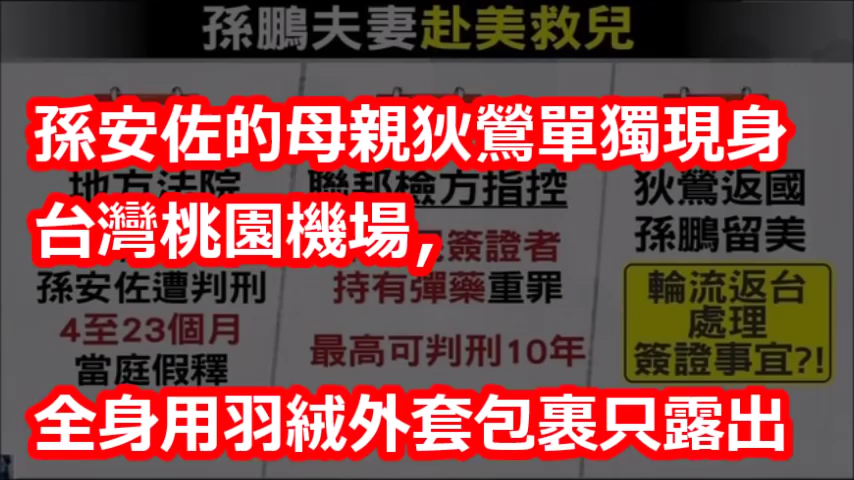 孫鵬夫妻赴美救兒
孫安佐的母親狄鶯單獨現身
地方法院
聯邦檢方指控
狄鶯返國
台灣桃園機場，
簽證者
孫鵬留美
孫安佐遭判刑
持有彈藥重罪
輪流返台
4至23個月
處理
當庭假釋
最高可判刑10年
簽證事宜?!
全身用羽絨外套包裹只露出